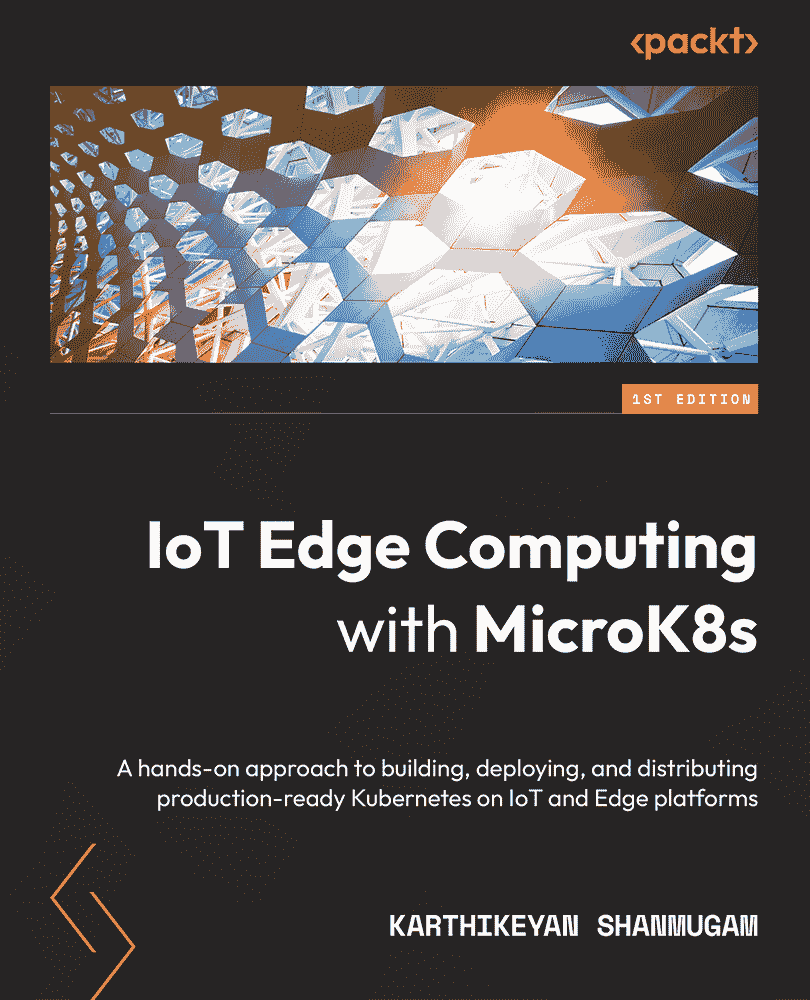 <packt>
1ST EDITION
IoT Edge Computing
with MicroK8s
A hands-on approach to building, deploying, and distributing
production-ready Kubernetes on IoT and Edge platforms
KARTHIKEYAN SHANMUGAM